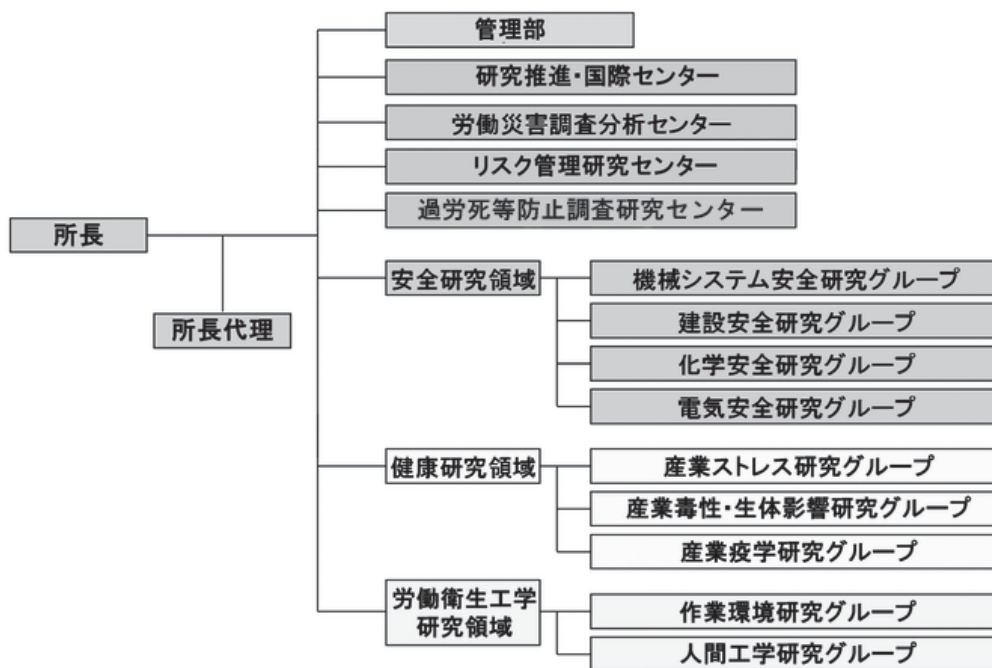 管理部
研究推進・国際センター
労働災害調査分析センター
リスク管理研究センター
過労死等防止調査研究センター
所長
所長代理
安全研究領域
機械システム安全研究グループ
建設安全研究グループ
化学安全研究グループ
電気安全研究グループ
健康研究領域
産業ストレス研究グループ
産業毒性・生体影響研究グループ
産業疫学研究グループ
労働衛生工学
研究領域
作業環境研究グループ
人間工学研究グループ